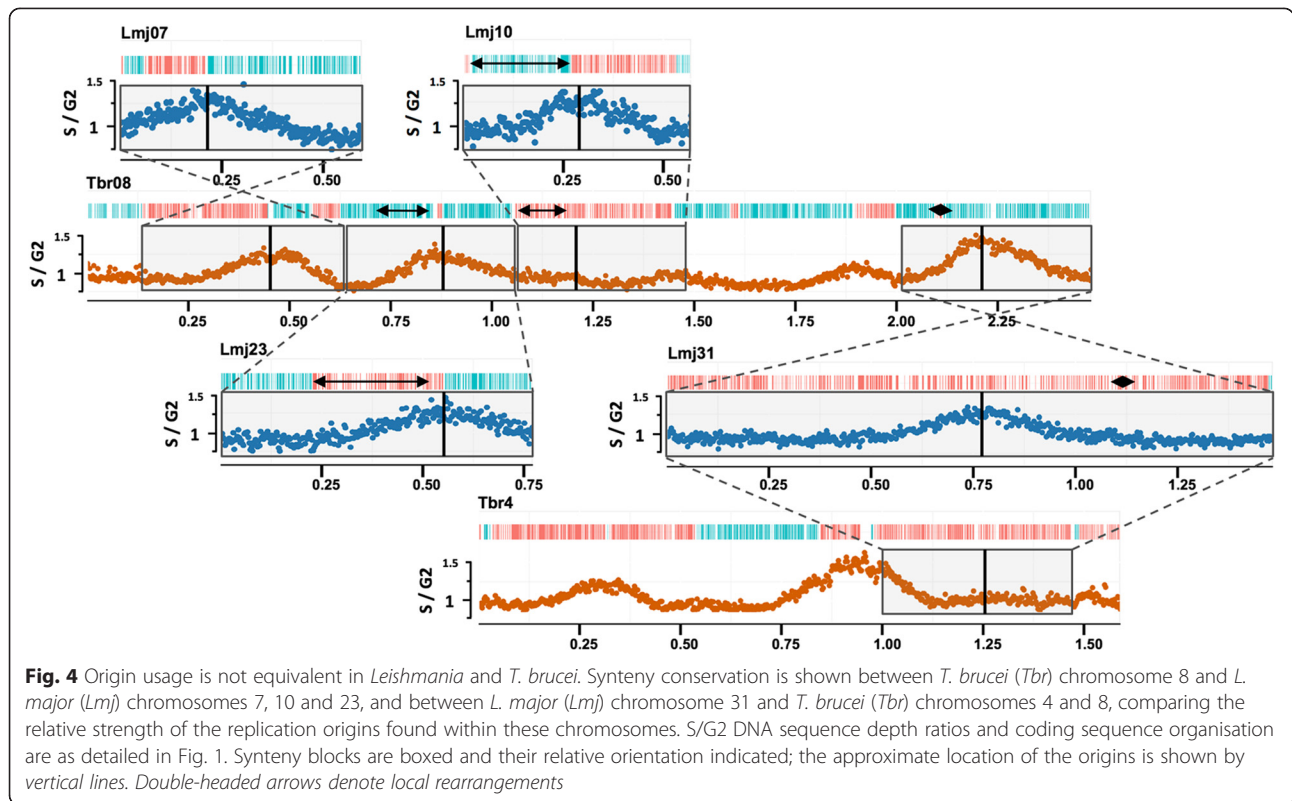 Lmj07
1.5
S / G2
1
0.25 0.50
Lmj10
1.5
S / G2
1
0.25 0.50
Tbr08
1.5
S / G2
1
0.25 0.50 0.75 1.00 1.25 1.50 1.75 2.00 2.25
Lmj23
1.5
S / G2
1
0.25 0.50 0.75
Lmj31
1.5
S / G2
1
0.25 0.50 0.75 1.00 1.25
Tbr4
1.5
S / G2
1
0.25 0.50 0.75 1.00 1.25 1.50
Fig. 4 Origin usage is not equivalent in Leishmania and T. brucei. Synteny conservation is shown between T. brucei (Tbr) chromosome 8 and L.
major (Lmj) chromosomes 7, 10 and 23, and between L. major (Lmj) chromosome 31 and T. brucei (Tbr) chromosomes 4 and 8, comparing the
relative strength of the replication origins found within these chromosomes. S/G2 DNA sequence depth ratios and coding sequence organisation
are as detailed in Fig. 1. Synteny blocks are boxed and their relative orientation indicated; the approximate location of the origins is shown by
vertical lines. Double-headed arrows denote local rearrangements